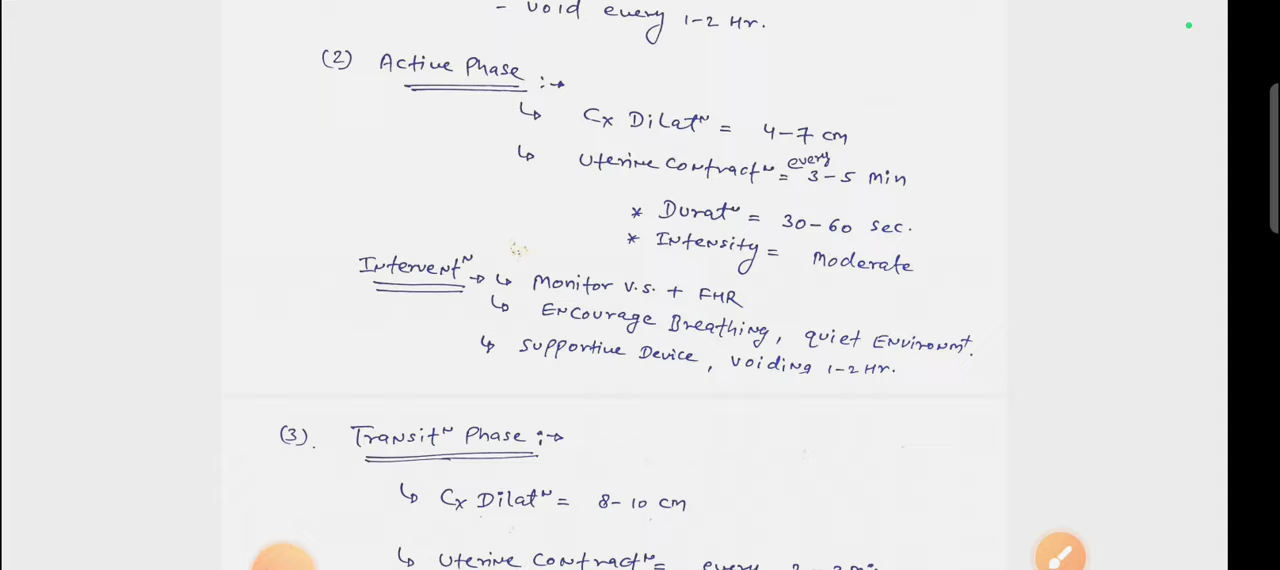 - void every 1-2 Hr.
(2) Active Phase :→
↳ Cx Dilatⁿ = 4-7 cm
↳ Uterine Contractⁿ = every 3-5 min
* Duratⁿ = 30-60 sec.
* Intensity = Moderate
Interventⁿ → ↳ Monitor v.s. + FHR
↳ Encourage Breathing, quiet Environmt.
↳ Supportive Device, voiding 1-2 Hr.
(3). Transitⁿ Phase :→
↳ Cx Dilatⁿ = 8-10 cm
↳ Uterine Contractⁿ = every